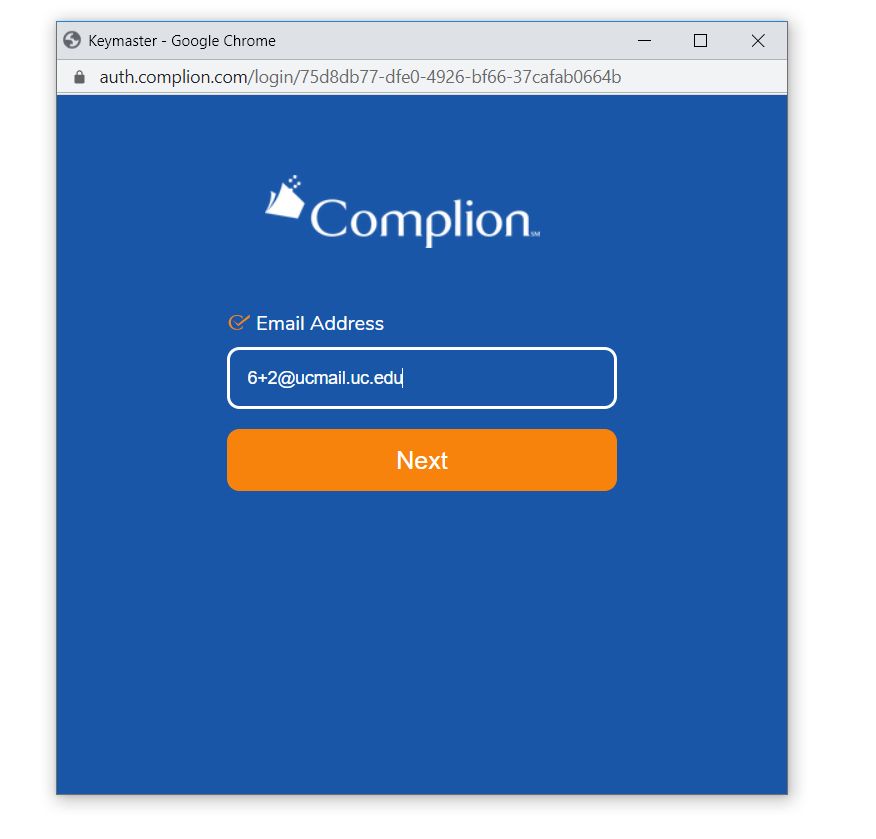 Keymaster - Google Chrome
auth.complion.com/login/75d8db77-dfe0-4926-bf66-37cafab0664b
Complion SM
Email Address
6+2@ucmail.uc.edu
Next